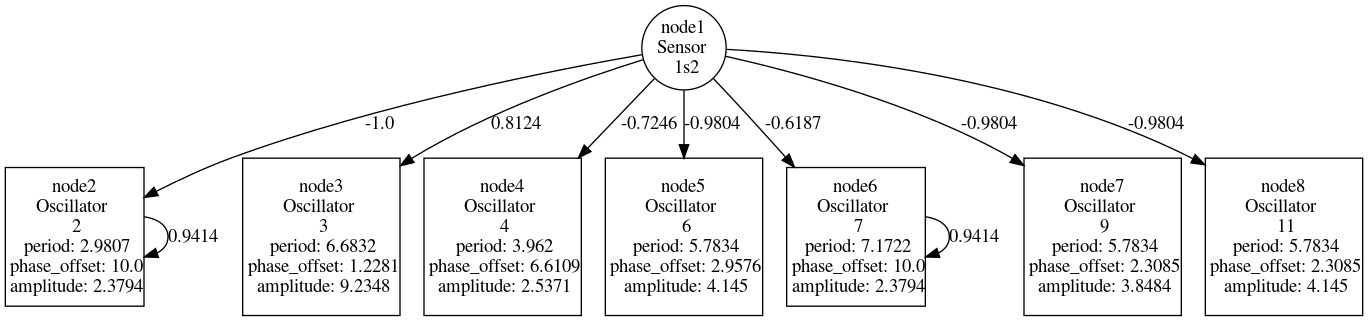 node1
Sensor
1s2
-1.0
0.8124
-0.7246
-0.9804
-0.6187
-0.9804
-0.9804
node2
Oscillator
2
period: 2.9807
phase_offset: 10.0
amplitude: 2.3794
0.9414
node3
Oscillator
3
period: 6.6832
phase_offset: 1.2281
amplitude: 9.2348
node4
Oscillator
4
period: 3.962
phase_offset: 6.6109
amplitude: 2.5371
node5
Oscillator
6
period: 5.7834
phase_offset: 2.9576
amplitude: 4.145
node6
Oscillator
7
period: 7.1722
phase_offset: 10.0
amplitude: 2.3794
0.9414
node7
Oscillator
9
period: 5.7834
phase_offset: 2.3085
amplitude: 3.8484
node8
Oscillator
11
period: 5.7834
phase_offset: 2.3085
amplitude: 4.145